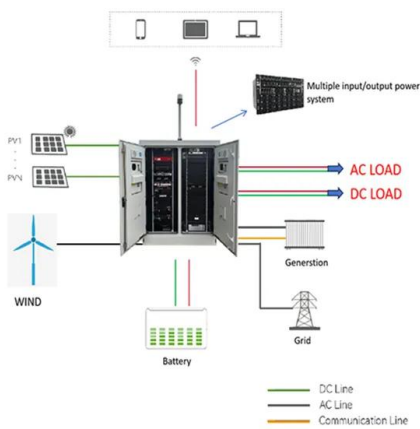 Multiple input/output power
system
PV1
PVN
AC LOAD
DC LOAD
WIND
Generstion
Grid
Battery
DC Line
AC Line
Communication Line